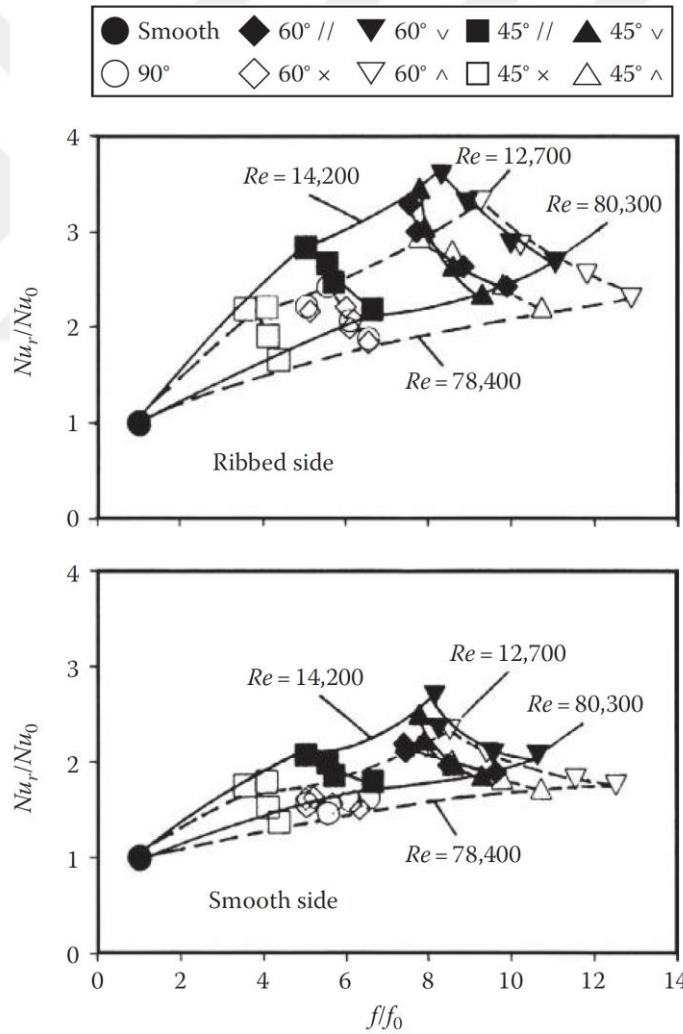 Smooth 60° // 60° ∨ 45° // 45° ∨
90° 60° × 60° ∧ 45° × 45° ∧
4
3
2
1
0
Nu_r/Nu_0
Re = 14,200
Re = 12,700
Re = 80,300
Re = 78,400
Ribbed side
4
3
2
1
0
Nu_r/Nu_0
Re = 14,200
Re = 12,700
Re = 80,300
Re = 78,400
Smooth side
0 2 4 6 8 10 12 14
f/f_0